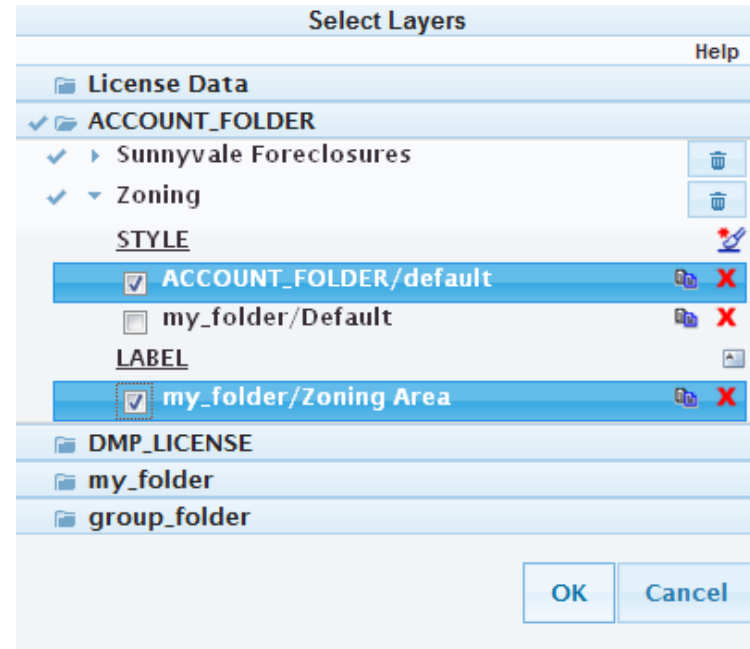 Select Layers
Help
License Data
ACCOUNT_FOLDER
Sunnyvale Foreclosures
Zoning
STYLE
ACCOUNT_FOLDER/default
my_folder/Default
LABEL
my_folder/Zoning Area
DMP_LICENSE
my_folder
group_folder
OK Cancel